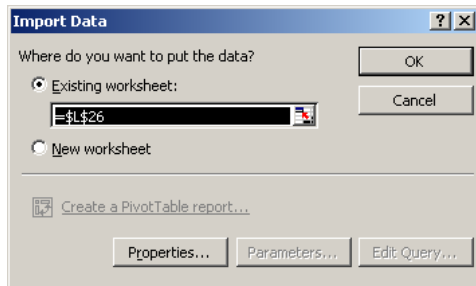 Import Data
Where do you want to put the data?
Existing worksheet:
=$L$26
New worksheet
OK
Cancel
Create a PivotTable report...
Properties...
Parameters...
Edit Query...